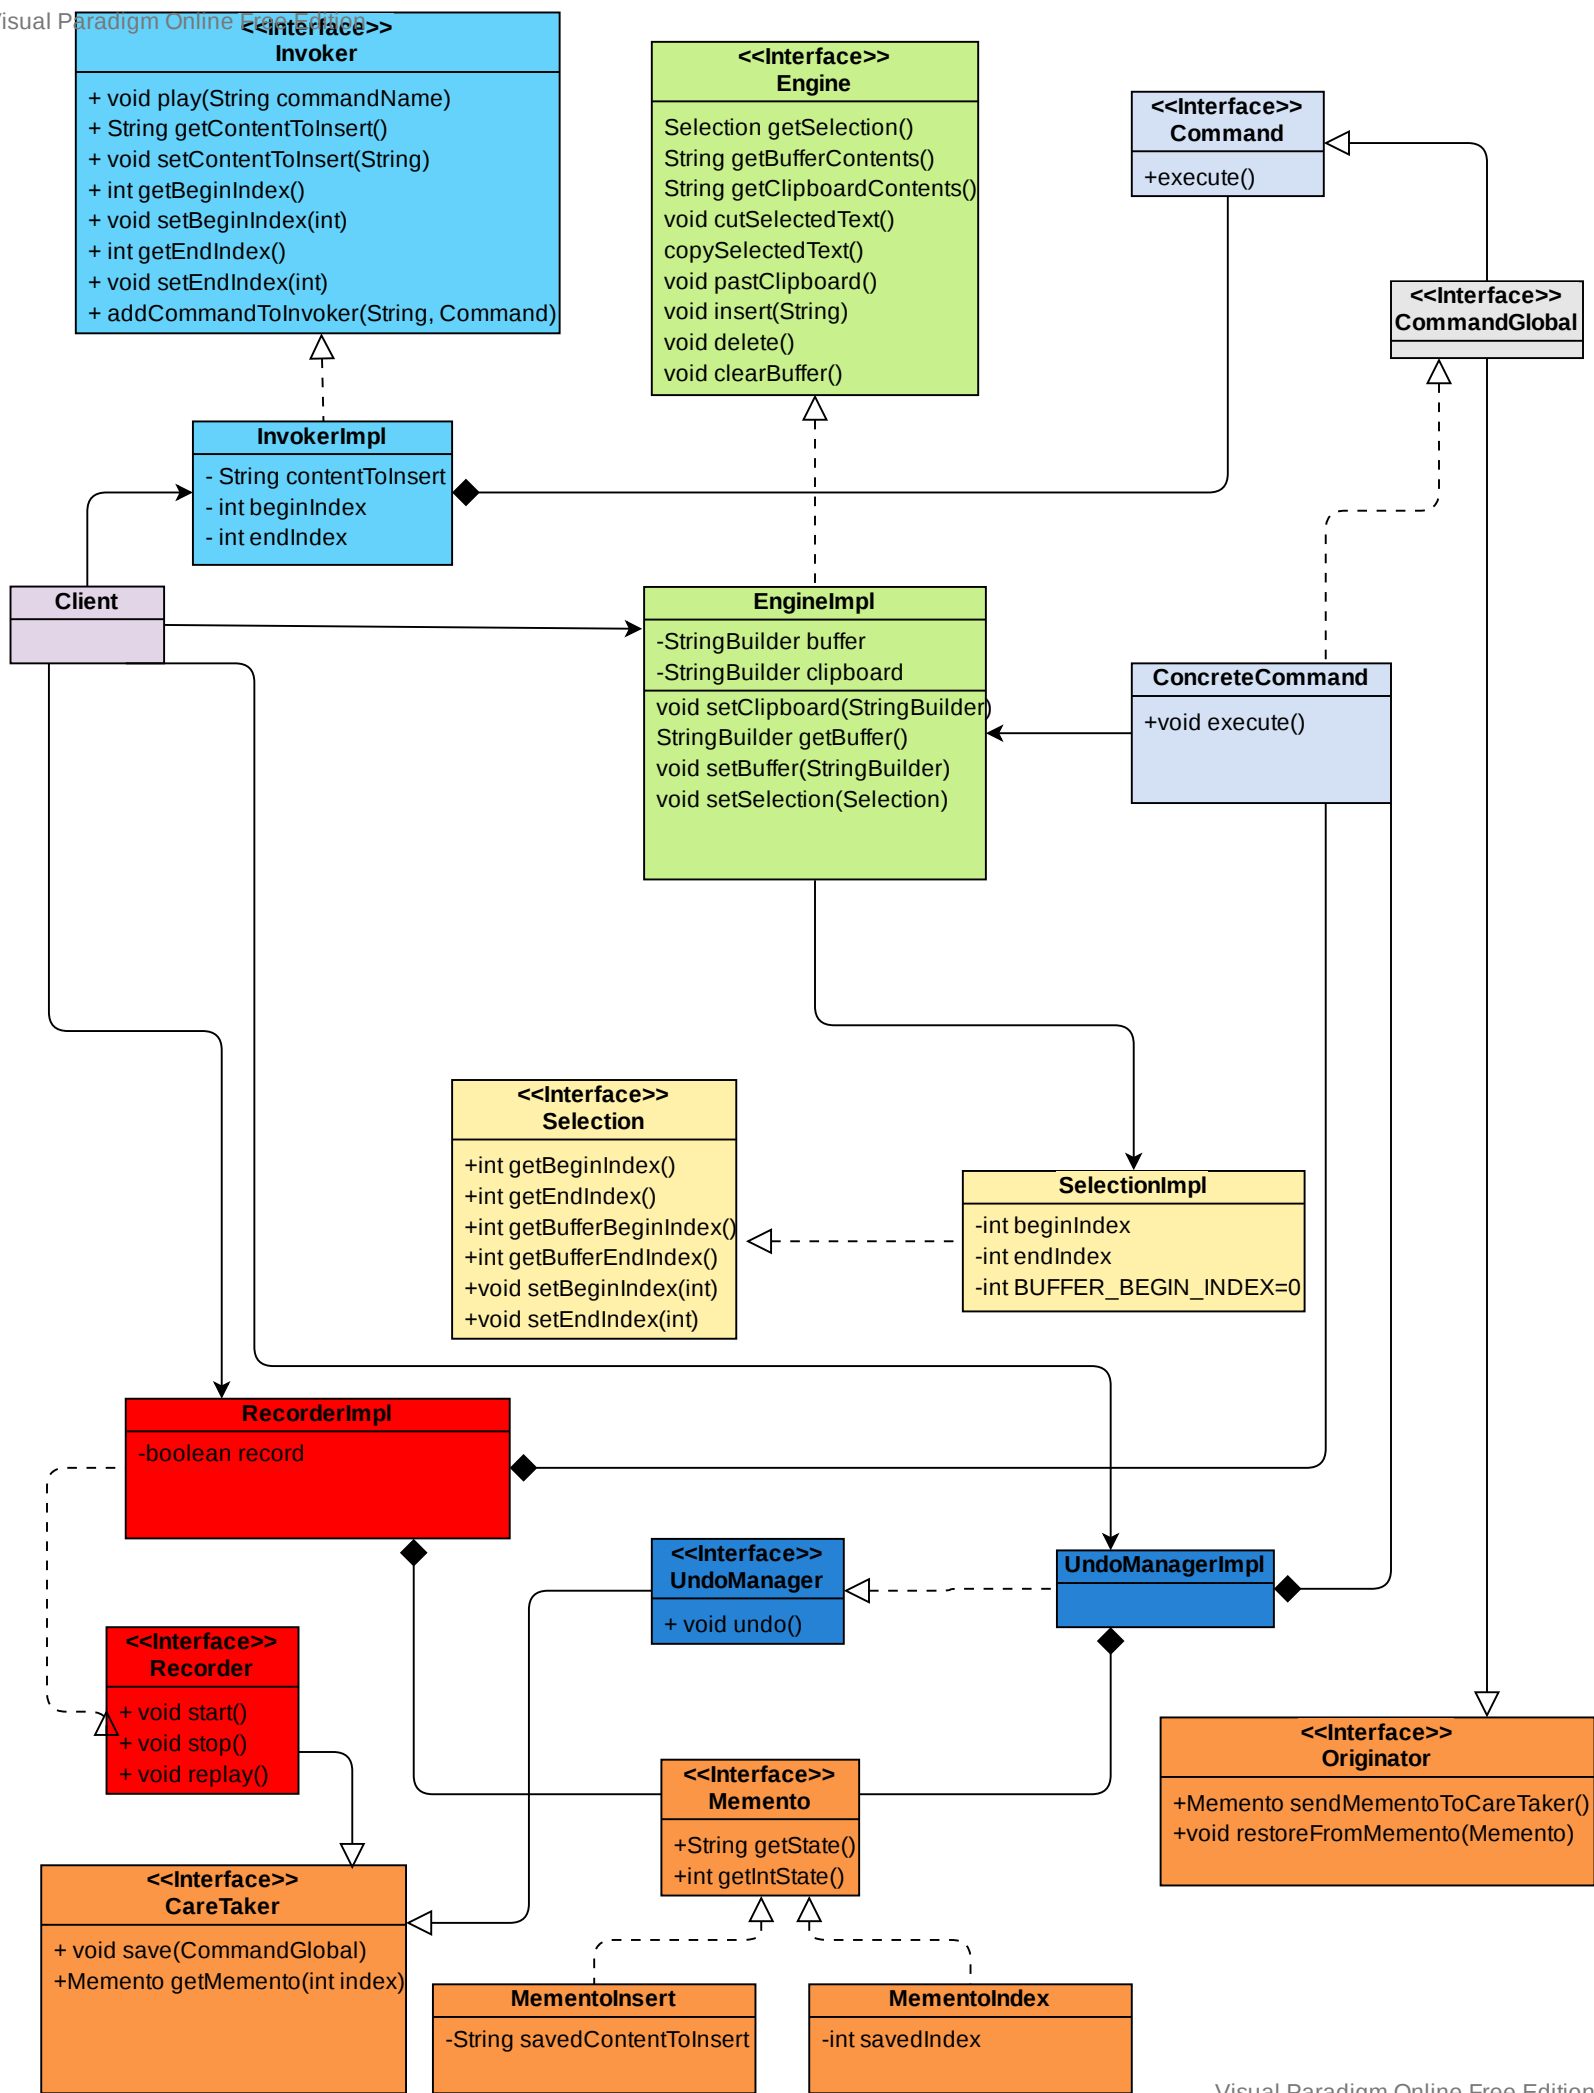 Visual Paradigm Online Free Edition
<<Interface>>
Invoker
+ void play(String commandName)
+ String getContentToInsert()
+ void setContentToInsert(String)
+ int getBeginIndex()
+ void setBeginIndex(int)
+ int getEndIndex()
+ void setEndIndex(int)
+ addCommandToInvoker(String, Command)
<<Interface>>
Engine
Selection getSelection()
String getBufferContents()
String getClipboardContents()
void cutSelectedText()
copySelectedText()
void pastClipboard()
void insert(String)
void delete()
void clearBuffer()
<<Interface>>
Command
+execute()
<<Interface>>
CommandGlobal
InvokerImpl
- String contentToInsert
- int beginIndex
- int endIndex
Client
EngineImpl
-StringBuilder buffer
-StringBuilder clipboard
void setClipboard(StringBuilder)
StringBuilder getBuffer()
void setBuffer(StringBuilder)
void setSelection(Selection)
ConcreteCommand
+void execute()
<<Interface>>
Selection
+int getBeginIndex()
+int getEndIndex()
+int getBufferBeginIndex()
+int getBufferEndIndex()
+void setBeginIndex(int)
+void setEndIndex(int)
SelectionImpl
-int beginIndex
-int endIndex
-int BUFFER_BEGIN_INDEX=0
RecorderImpl
-boolean record
<<Interface>>
UndoManager
+ void undo()
UndoManagerImpl
<<Interface>>
Recorder
+ void start()
+ void stop()
+ void replay()
<<Interface>>
Memento
+String getState()
+int getIntState()
<<Interface>>
Originator
+Memento sendMementoToCareTaker()
+void restoreFromMemento(Memento)
<<Interface>>
CareTaker
+ void save(CommandGlobal)
+Memento getMemento(int index)
MementoInsert
-String savedContentToInsert
MementoIndex
-int savedIndex
Visual Paradigm Online Free Edition